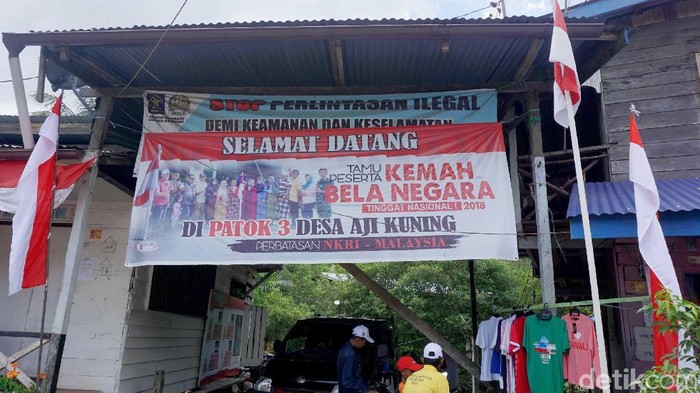 STOP PERLINTASAN ILEGAL
DEMI KEAMANAN DAN KESELAMATAN
SELAMAT DATANG
TAMU
PESERTA
KEMAH
BELA NEGARA
TINGKAT NASIONAL 2018
DI PATOK 3 DESA AJI KUNING
PERBATASAN NKRI - MALAYSIA
detikcom